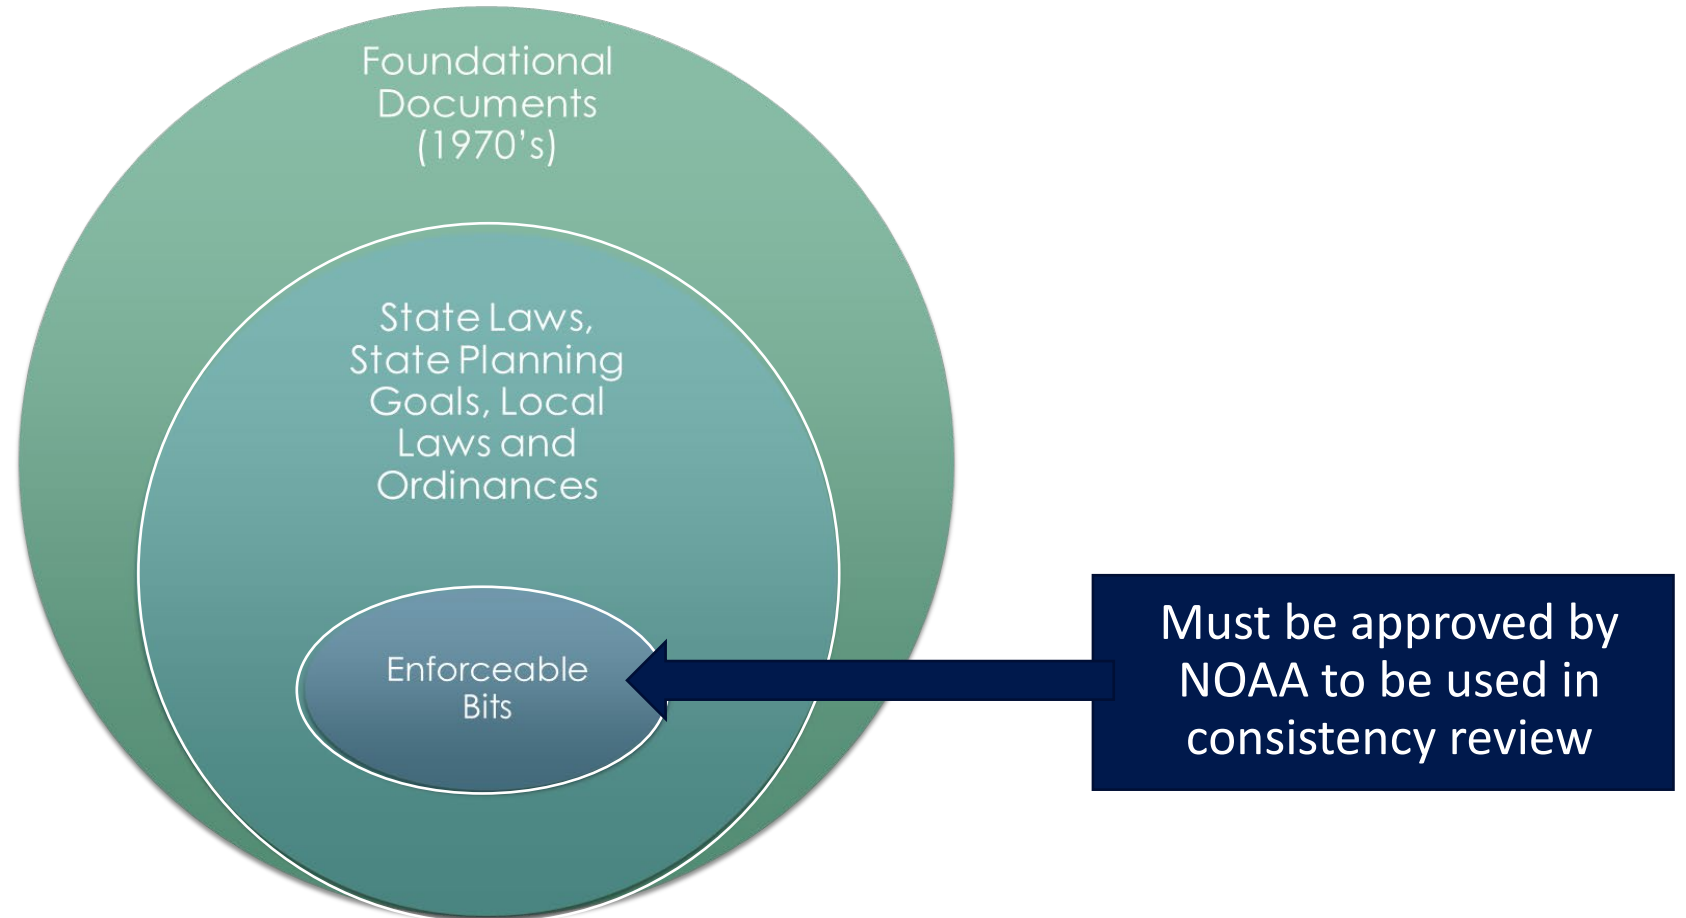 Foundational
Documents
(1970’s)
State Laws,
State Planning
Goals, Local
Laws and
Ordinances
Enforceable
Bits
Must be approved by
NOAA to be used in
consistency review